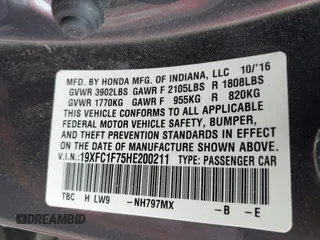 MFD. BY HONDA MFG. OF INDIANA, LLC 10/'16
GVWR 3902LBS GAWR F 2105LBS R 1808LBS
GVWR 1770KG GAWR F 955KG R 820KG
THIS VEHICLE CONFORMS TO ALL APPLICABLE
FEDERAL MOTOR VEHICLE SAFETY, BUMPER,
AND THEFT PREVENTION STANDARDS IN EFFECT
ON THE DATE OF MANUFACTURE SHOWN ABOVE.
V.I.N.: 19XFC1F75HE200211 TYPE: PASSENGER CAR
TBC H LW9 -NH797MX -B -E
DREAMBID